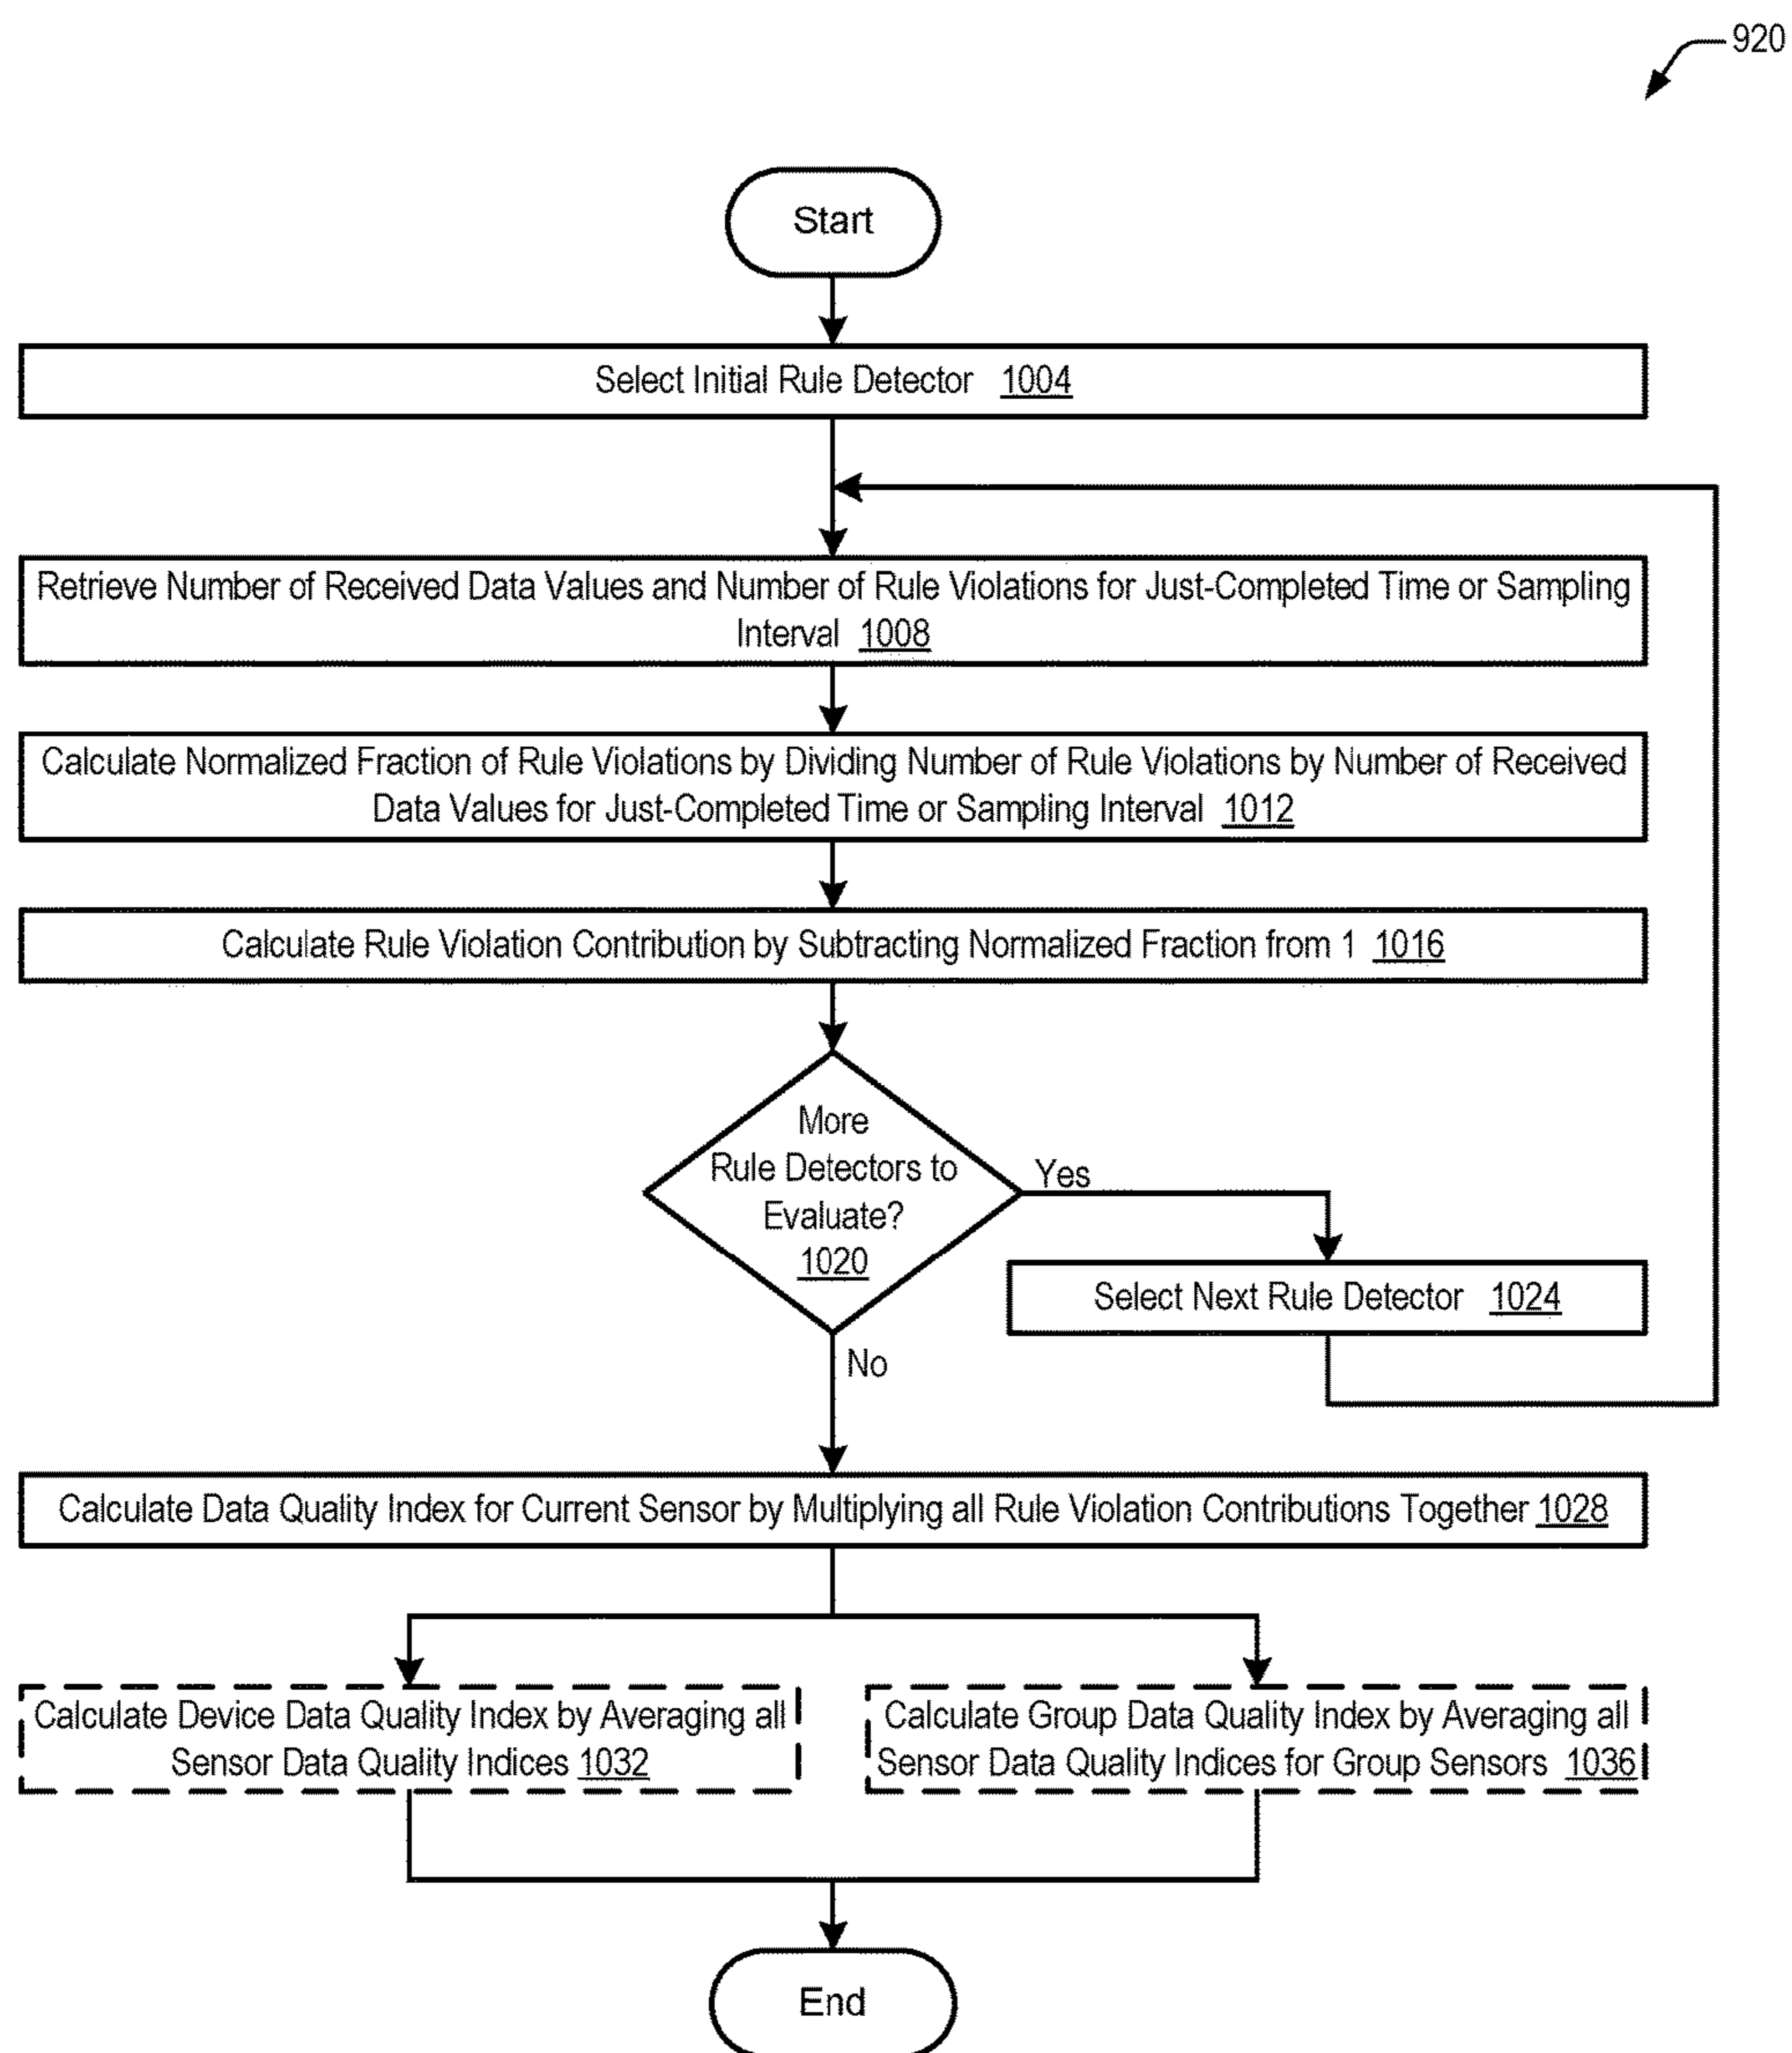 920
Start
Select Initial Rule Detector 1004
Retrieve Number of Received Data Values and Number of Rule Violations for Just-Completed Time or Sampling
Interval 1008
Calculate Normalized Fraction of Rule Violations by Dividing Number of Rule Violations by Number of Received
Data Values for Just-Completed Time or Sampling Interval 1012
Calculate Rule Violation Contribution by Subtracting Normalized Fraction from 1 1016
More
Rule Detectors to
Evaluate?
1020
Yes
Select Next Rule Detector 1024
No
Calculate Data Quality Index for Current Sensor by Multiplying all Rule Violation Contributions Together 1028
Calculate Device Data Quality Index by Averaging all
Sensor Data Quality Indices 1032
Calculate Group Data Quality Index by Averaging all
Sensor Data Quality Indices for Group Sensors 1036
End